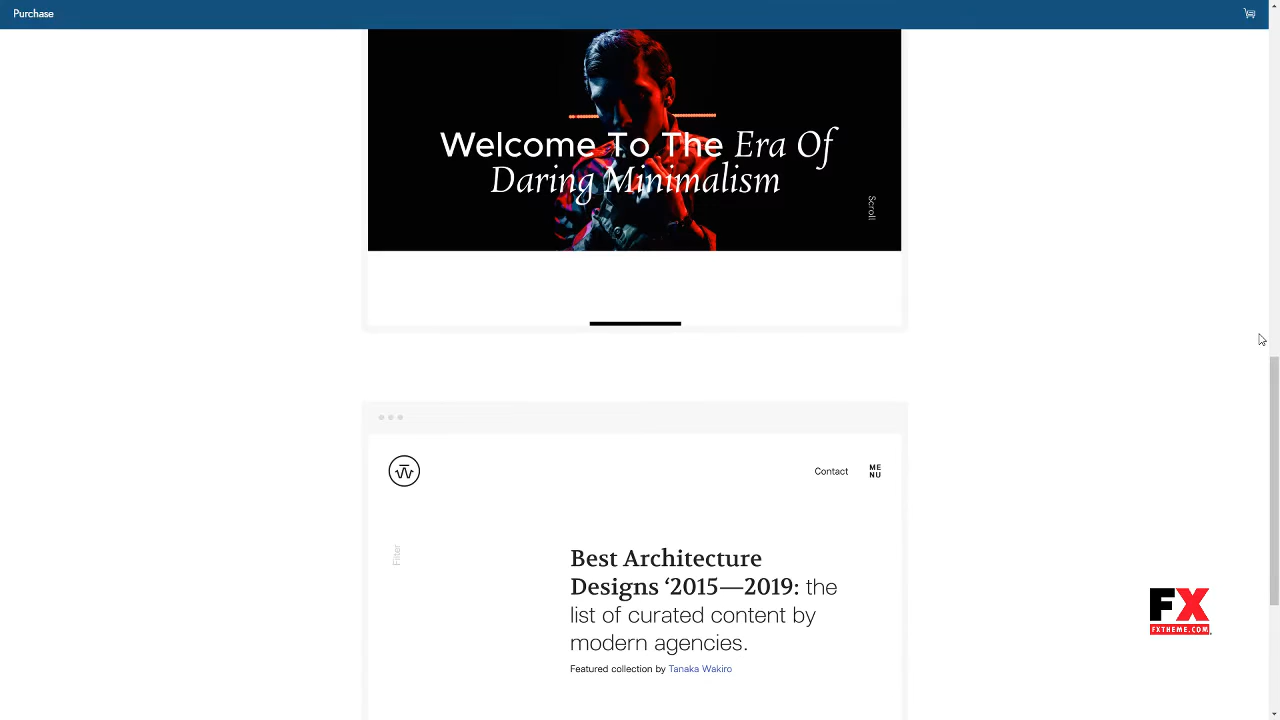 Purchase
Welcome To The Era Of
Daring Minimalism
Scroll
Contact
ME
NU
Filter
Best Architecture
Designs ‘2015—2019: the
list of curated content by
modern agencies.
Featured collection by Tanaka Wakiro
FX
FXTHEME.COM